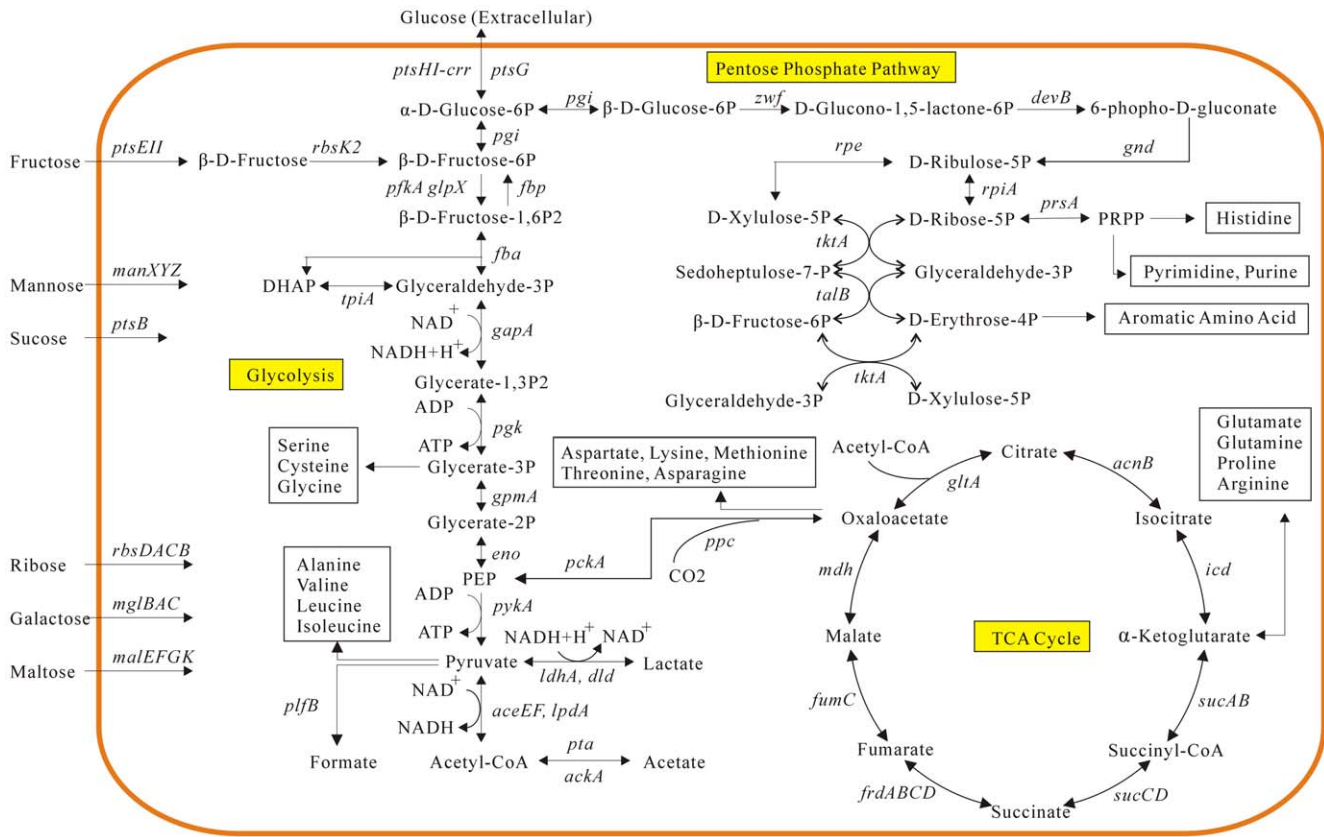 Glucose (Extracellular)
ptsHI-crr ptsG
Pentose Phosphate Pathway
α-D-Glucose-6P pgi β-D-Glucose-6P zwf D-Glucono-1,5-lactone-6P devB 6-phopho-D-gluconate
pgi
gnd
Fructose ptsEII β-D-Fructose rbsK2 β-D-Fructose-6P
rpe D-Ribulose-5P
pfkA glpX fbp
rpiA
β-D-Fructose-1,6P2
D-Xylulose-5P D-Ribose-5P prsA PRPP Histidine
tktA
fba
Mannose manXYZ
DHAP tpiA Glyceraldehyde-3P
Sedoheptulose-7-P Glyceraldehyde-3P
Pyrimidine, Purine
talB
NAD+
gapA
NADH+H+
β-D-Fructose-6P D-Erythrose-4P Aromatic Amino Acid
Sucose ptsB
Glycolysis
tktA
Glycerate-1,3P2
Glyceraldehyde-3P D-Xylulose-5P
ADP
pgk
ATP
Serine
Cysteine
Glycine
Glycerate-3P
Aspartate, Lysine, Methionine
Threonine, Asparagine
Acetyl-CoA
Citrate
gltA
acnB
Glutamate
Glutamine
Proline
Arginine
gpmA
Glycerate-2P
Oxaloacetate
Isocitrate
eno
ppc
Ribose rbsDACB
PEP
pckA
CO2
mdh
icd
Alanine
Valine
Leucine
Isoleucine
ADP
pykA
ATP
Galactose mglBAC
NADH+H+ NAD+
Malate
TCA Cycle
α-Ketoglutarate
Maltose malEFGK
Pyruvate
Lactate
ldhA, dld
plfB
NAD+
aceEF, lpdA
NADH
fumC
sucAB
Formate
Acetyl-CoA
pta
ackA
Acetate
Fumarate
Succinyl-CoA
frdABCD
sucCD
Succinate